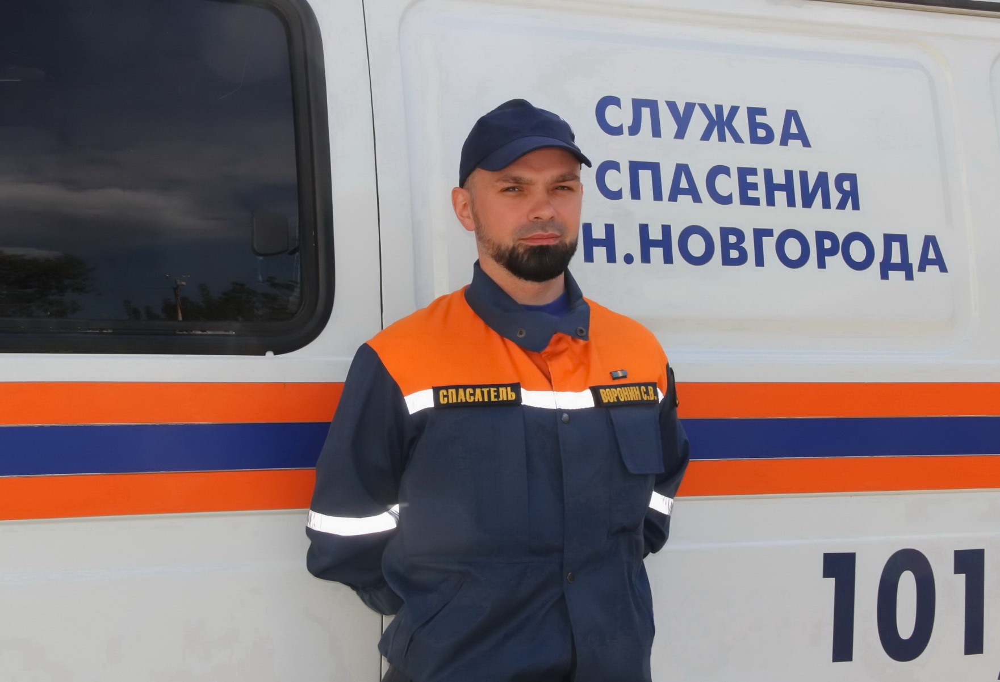 СЛУЖБА
СПАСЕНИЯ
Н.НОВГОРОДА
СПАСАТЕЛЬ
ВОРОНИН С.В.
101